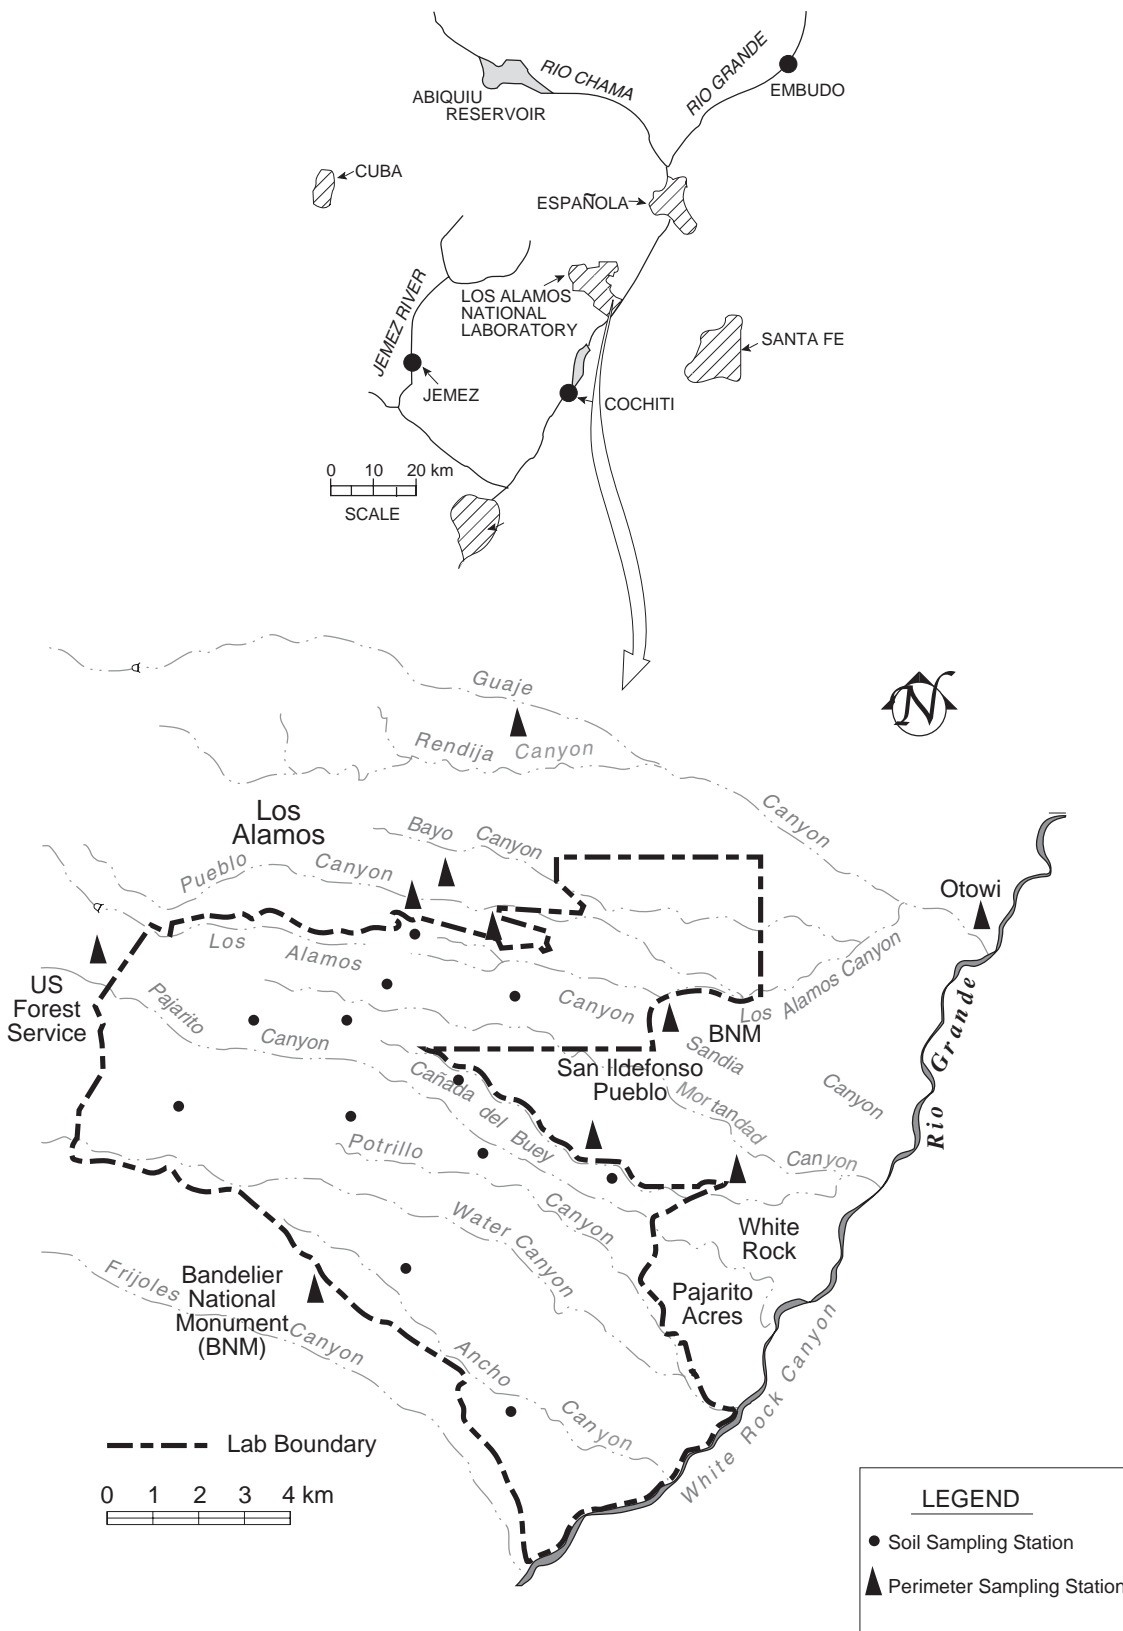 RIO CHAMA
RIO GRANDE
ABIQUIU
RESERVOIR
EMBUDO
CUBA
ESPAÑOLA
JEMEZ RIVER
LOS ALAMOS
NATIONAL
LABORATORY
SANTA FE
JEMEZ
COCHITI
0 10 20 km
SCALE
Guaje
N
Rendija Canyon
Canyon
Los
Alamos
Bayo Canyon
Pueblo Canyon
Otowi
Los Alamos Canyon
Los Alamos Canyon
US
Forest
Service
Pajarito Canyon
BNM
Rio Grande
Sandia Canyon
San Ildefonso
Pueblo
Cañada del Buey
Mortandad Canyon
Potrillo Canyon
Water Canyon
White
Rock
Frijoles Canyon
Bandelier
National
Monument
(BNM)
Pajarito
Acres
Ancho Canyon
White Rock Canyon
Lab Boundary
0 1 2 3 4 km
LEGEND
Soil Sampling Station
Perimeter Sampling Station